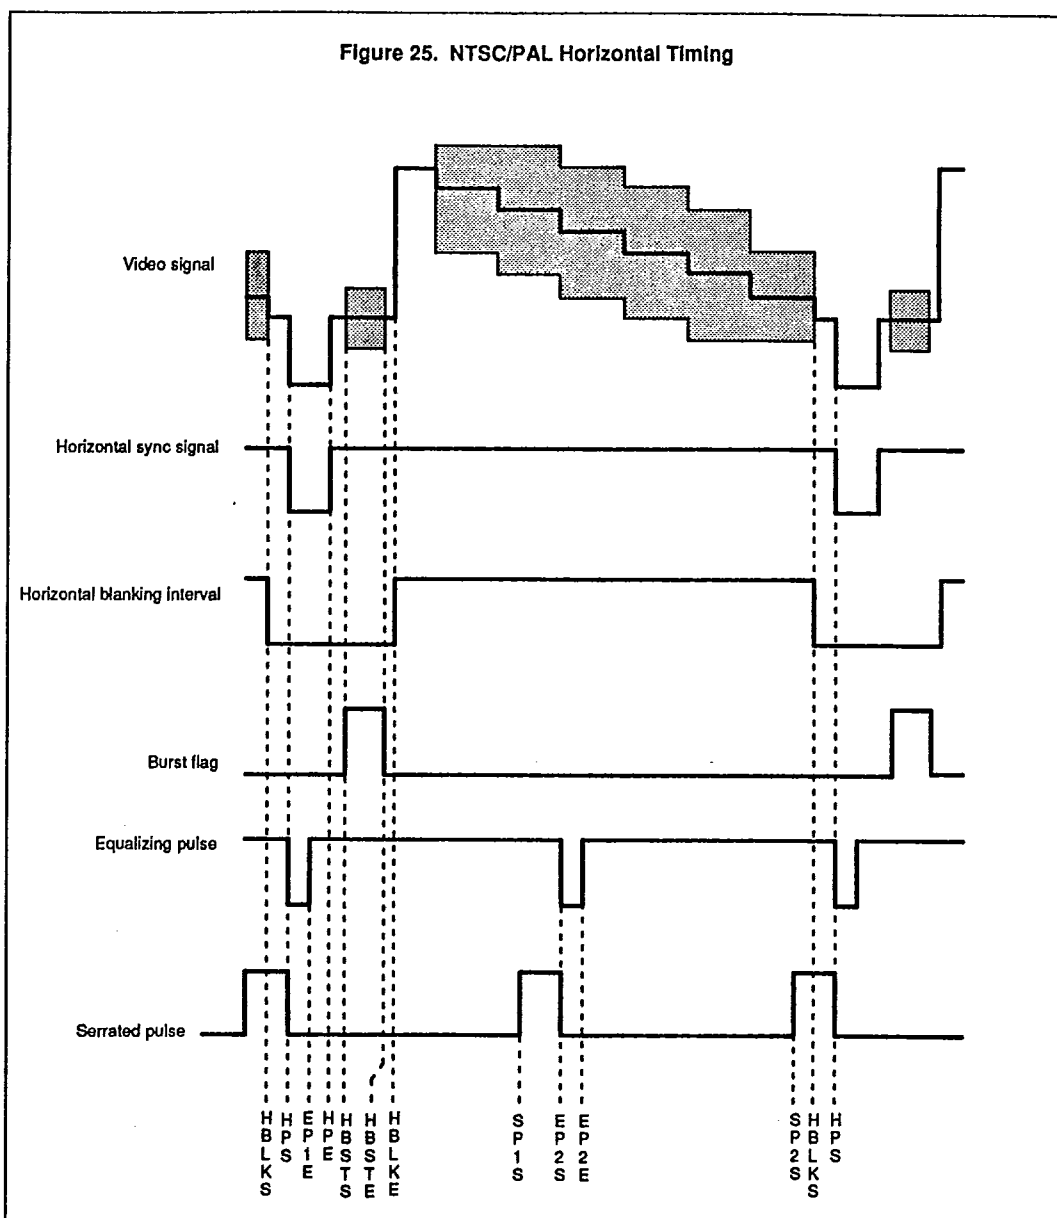 Figure 25. NTSC/PAL Horizontal Timing
Video signal
Horizontal sync signal
Horizontal blanking interval
Burst flag
Equalizing pulse
Serrated pulse
HBLKS
HPS
EP1E
HPE
HBSTS
HBSTE
HBLKE
SP1S
EP2S
EP2E
SP2S
HBLKS
HPS